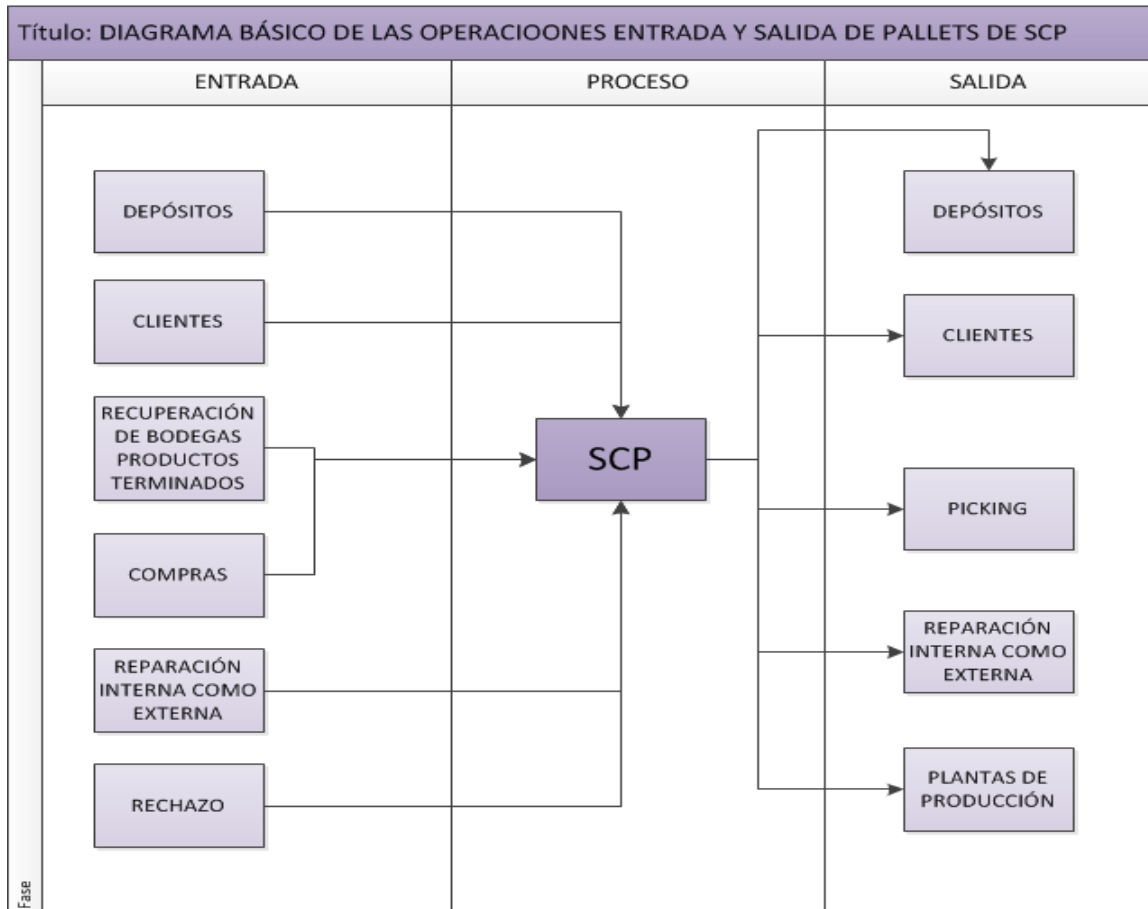 Título: DIAGRAMA BÁSICO DE LAS OPERACIOONES ENTRADA Y SALIDA DE PALLETS DE SCP
ENTRADA
PROCESO
SALIDA
DEPÓSITOS
CLIENTES
RECUPERACIÓN
DE BODEGAS
PRODUCTOS
TERMINADOS
COMPRAS
REPARACIÓN
INTERNA COMO
EXTERNA
RECHAZO
SCP
DEPÓSITOS
CLIENTES
PICKING
REPARACIÓN
INTERNA COMO
EXTERNA
PLANTAS DE
PRODUCCIÓN
Fase